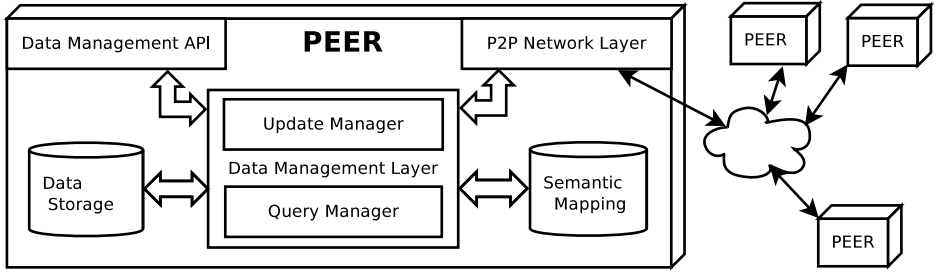 Data Management API
PEER
P2P Network Layer
PEER
PEER
Update Manager
Data Management Layer
Data
Storage
Semantic
Mapping
Query Manager
PEER